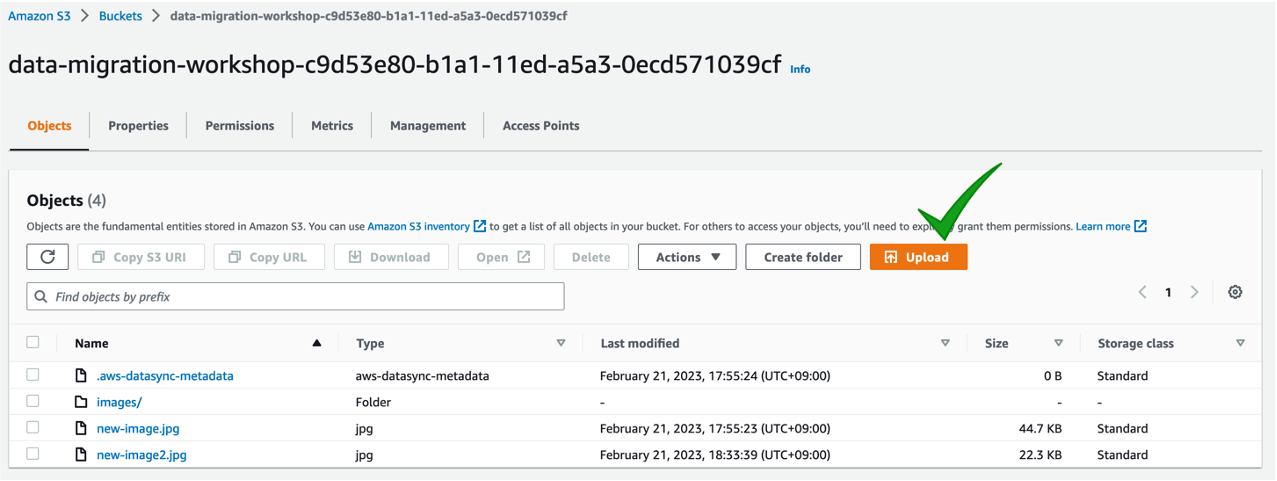 Amazon S3 > Buckets > data-migration-workshop-c9d53e80-b1a1-11ed-a5a3-0ecd571039cf
data-migration-workshop-c9d53e80-b1a1-11ed-a5a3-0ecd571039cf Info
Objects Properties Permissions Metrics Management Access Points
Objects (4)
Objects are the fundamental entities stored in Amazon S3. You can use Amazon S3 inventory to get a list of all objects in your bucket. For others to access your objects, you'll need to grant them permissions. Learn more
Copy S3 URI Copy URL Download Open Delete Actions Create folder Upload
Find objects by prefix 1
Name Type Last modified Size Storage class
.aws-datasync-metadata aws-datasync-metadata February 21, 2023, 17:55:24 (UTC+09:00) 0 B Standard
images/ Folder - - -
new-image.jpg jpg February 21, 2023, 17:55:23 (UTC+09:00) 44.7 KB Standard
new-image2.jpg jpg February 21, 2023, 18:33:39 (UTC+09:00) 22.3 KB Standard